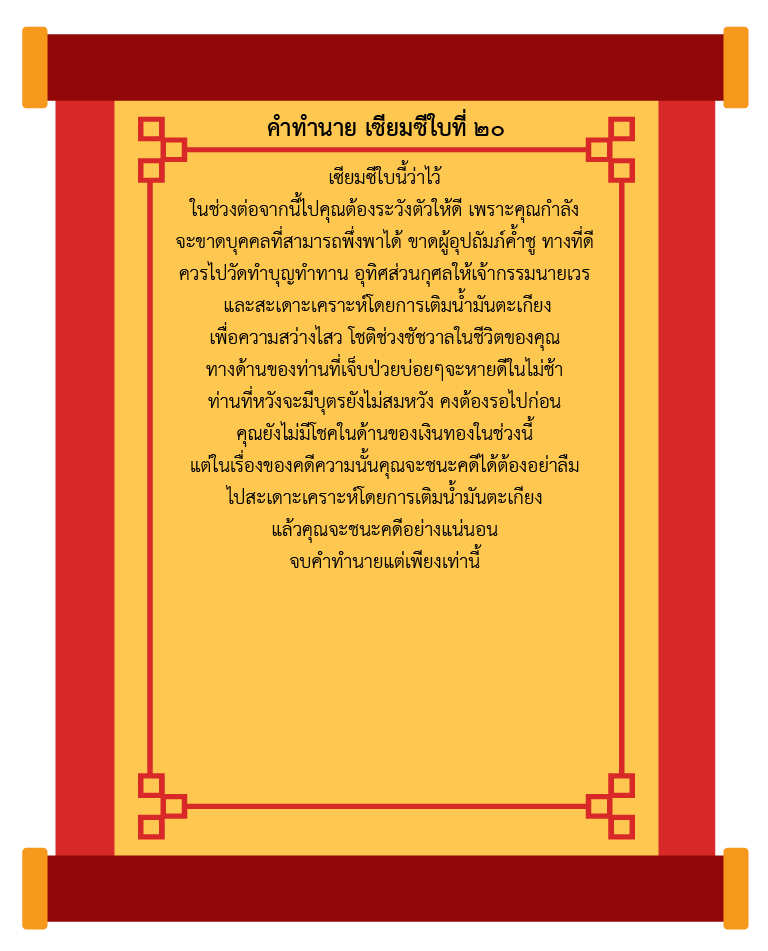 คำทำนาย เซียมซีใบที่ ๒๐
เซียมซีใบนี้ว่าไว้
ในช่วงต่อจากนี้ไปคุณต้องระวังตัวให้ดี เพราะคุณกำลัง
จะขาดบุคคลที่สามารถพึ่งพาได้ ขาดผู้อุปถัมภ์ค้ำชู ทางที่ดี
ควรไปวัดทำบุญทำทาน อุทิศส่วนกุศลให้เจ้ากรรมนายเวร
และสะเดาะเคราะห์โดยการเติมน้ำมันตะเกียง
เพื่อความสว่างไสว โชติช่วงชัชวาลในชีวิตของคุณ
ทางด้านของท่านที่เจ็บป่วยบ่อยๆจะหายดีในไม่ช้า
ท่านที่หวังจะมีบุตรยังไม่สมหวัง คงต้องรอไปก่อน
คุณยังไม่มีโชคในด้านของเงินทองในช่วงนี้
แต่ในเรื่องของคดีความนั้นคุณจะชนะคดีได้ต้องอย่าลืม
ไปสะเดาะเคราะห์โดยการเติมน้ำมันตะเกียง
แล้วคุณจะชนะคดีอย่างแน่นอน
จบคำทำนายแต่เพียงเท่านี้